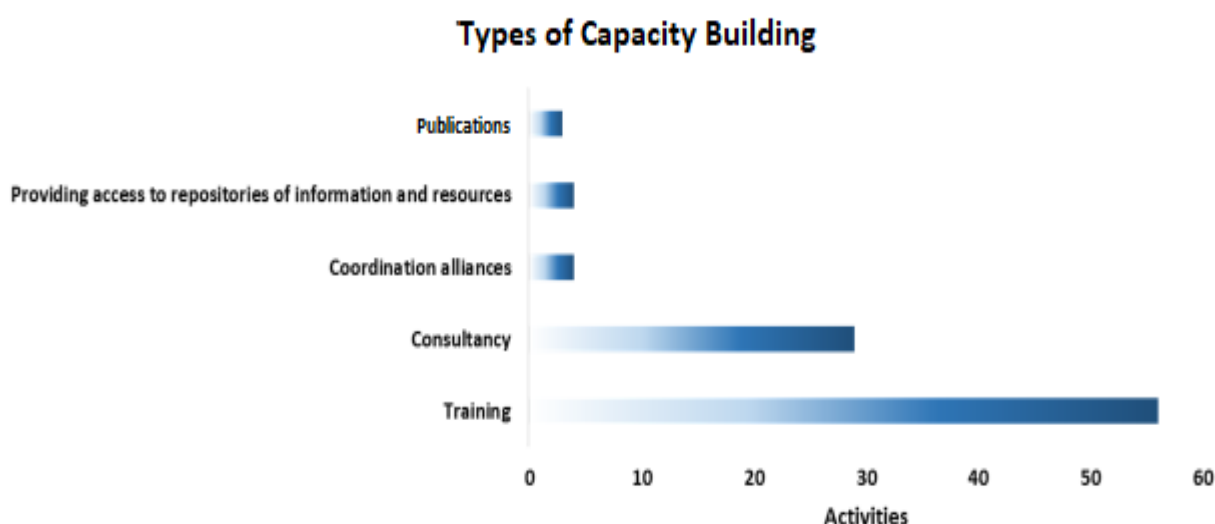 Types of Capacity Building
Publications
Providing access to repositories of information and resources
Coordination alliances
Consultancy
Training
0 10 20 30 40 50 60
Activities